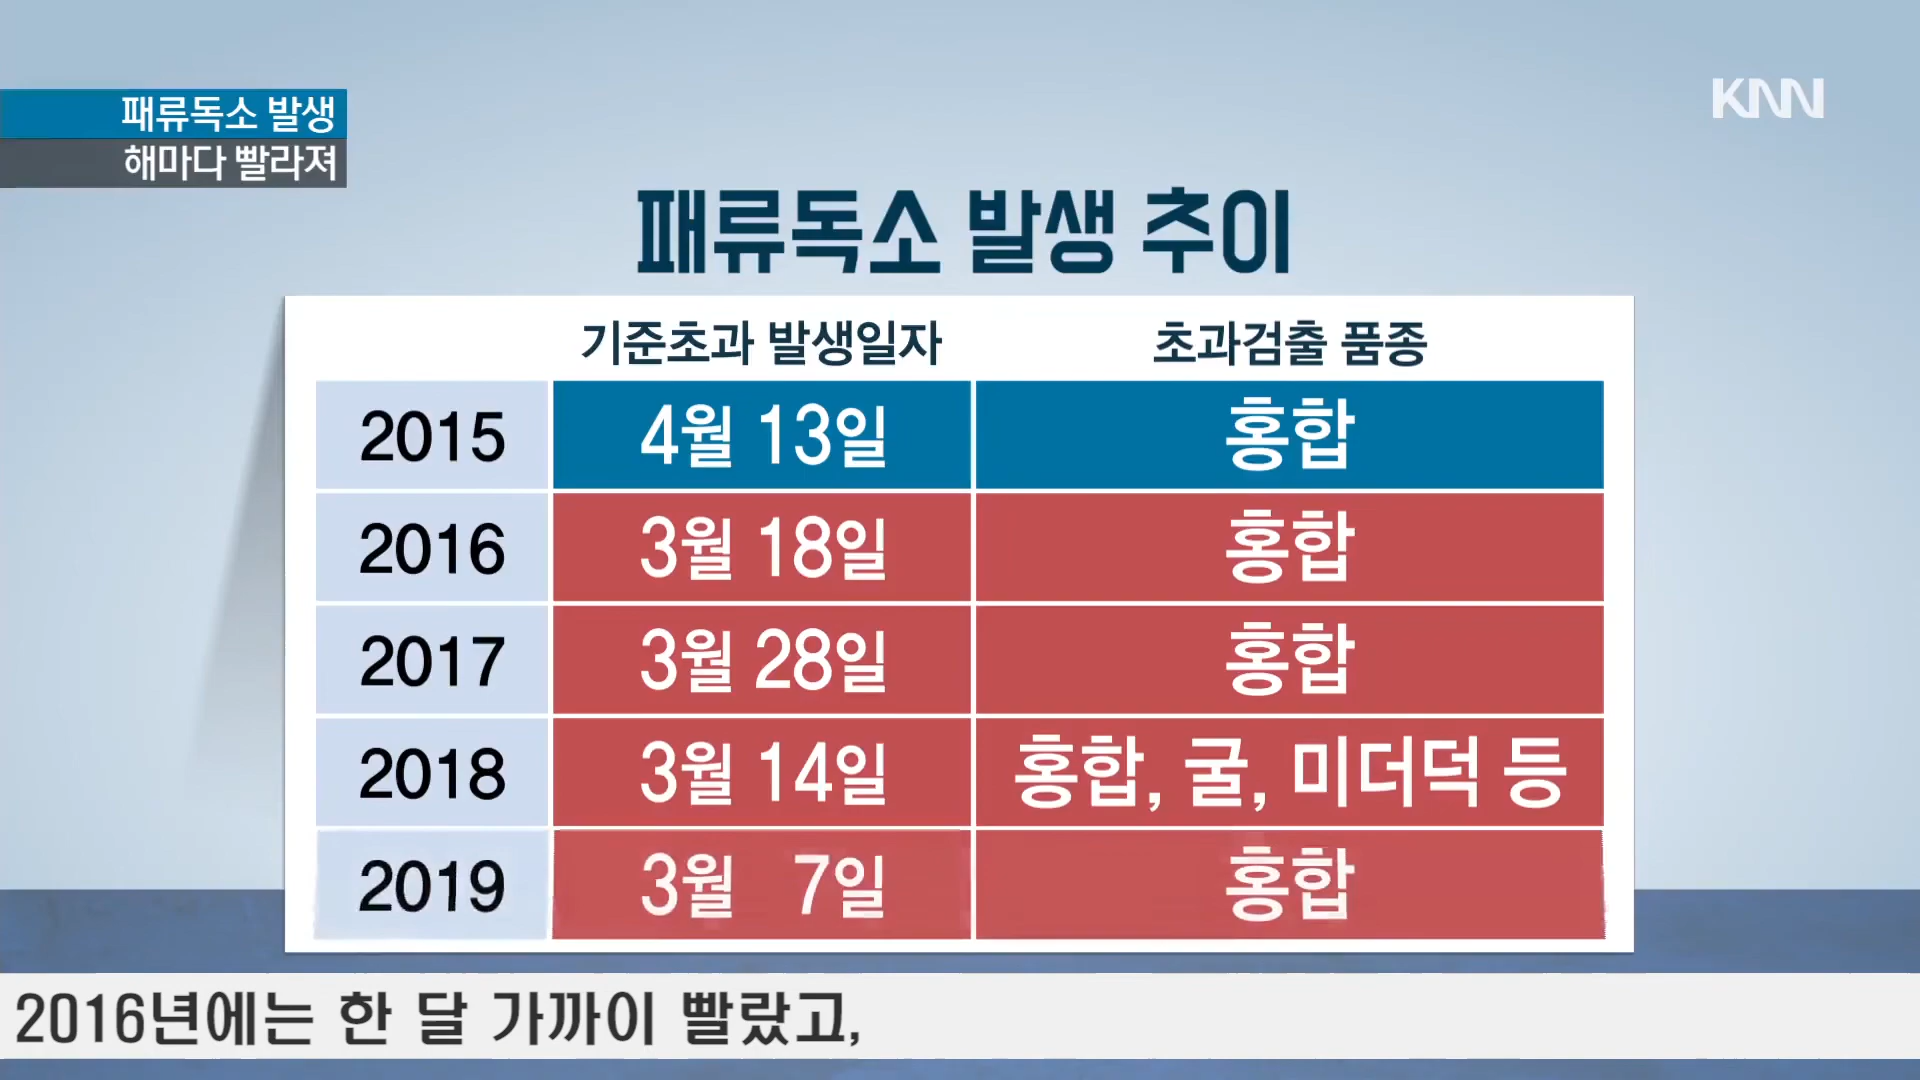 KNN
패류독소 발생
해마다 빨라져
패류독소 발생 추이
기준초과 발생일자 초과검출 품종
2015 4월 13일 홍합
2016 3월 18일 홍합
2017 3월 28일 홍합
2018 3월 14일 홍합, 굴, 미더덕 등
2019 3월 7일 홍합
2016년에는 한 달 가까이 빨랐고,